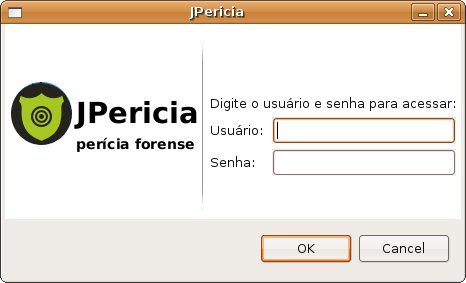 JPericia
JPericia
perícia forense
Digite o usuário e senha para acessar:
Usuário:
Senha:
OK
Cancel